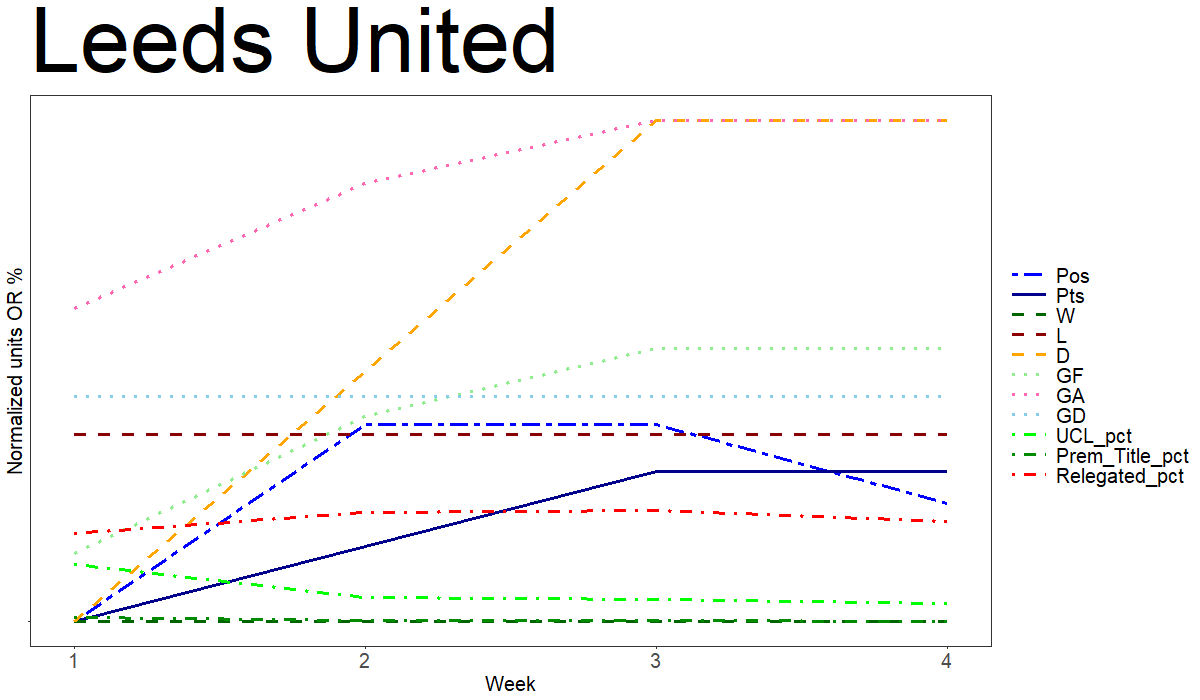 Leeds United
Normalized units OR %
Pos
Pts
W
L
D
GF
GA
GD
UCL_pct
Prem_Title_pct
Relegated_pct
1 2 3 4
Week